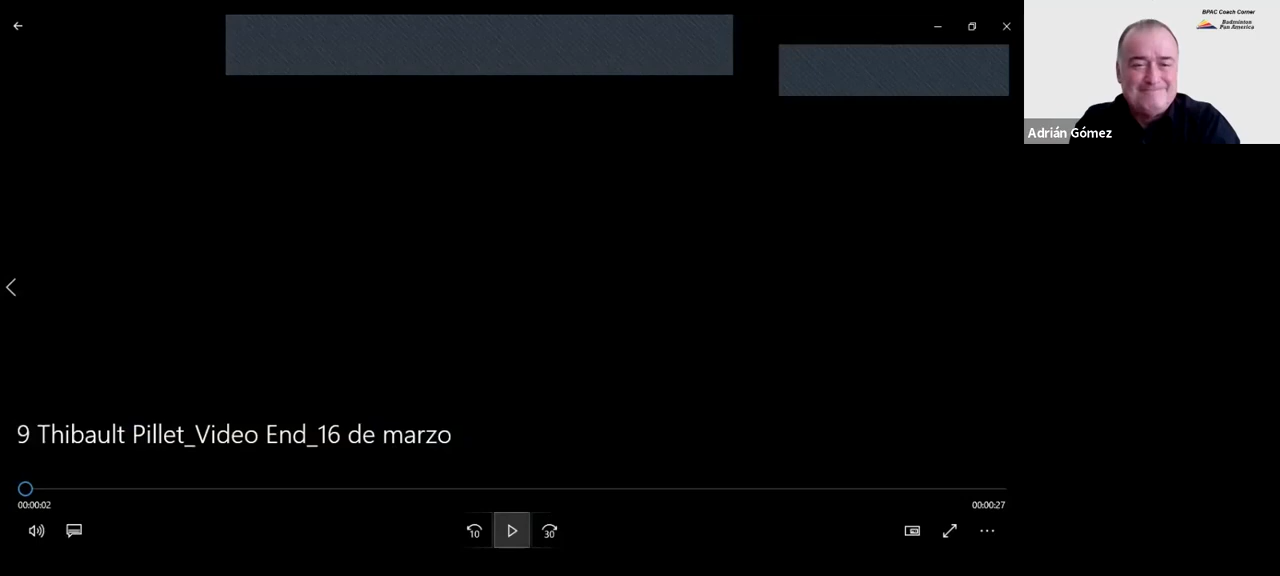 BPAC Coach Corner
Badminton
Pan America
Adrián Gómez
9 Thibault Pillet_Video End_16 de marzo
00:00:02
00:00:27
10
30